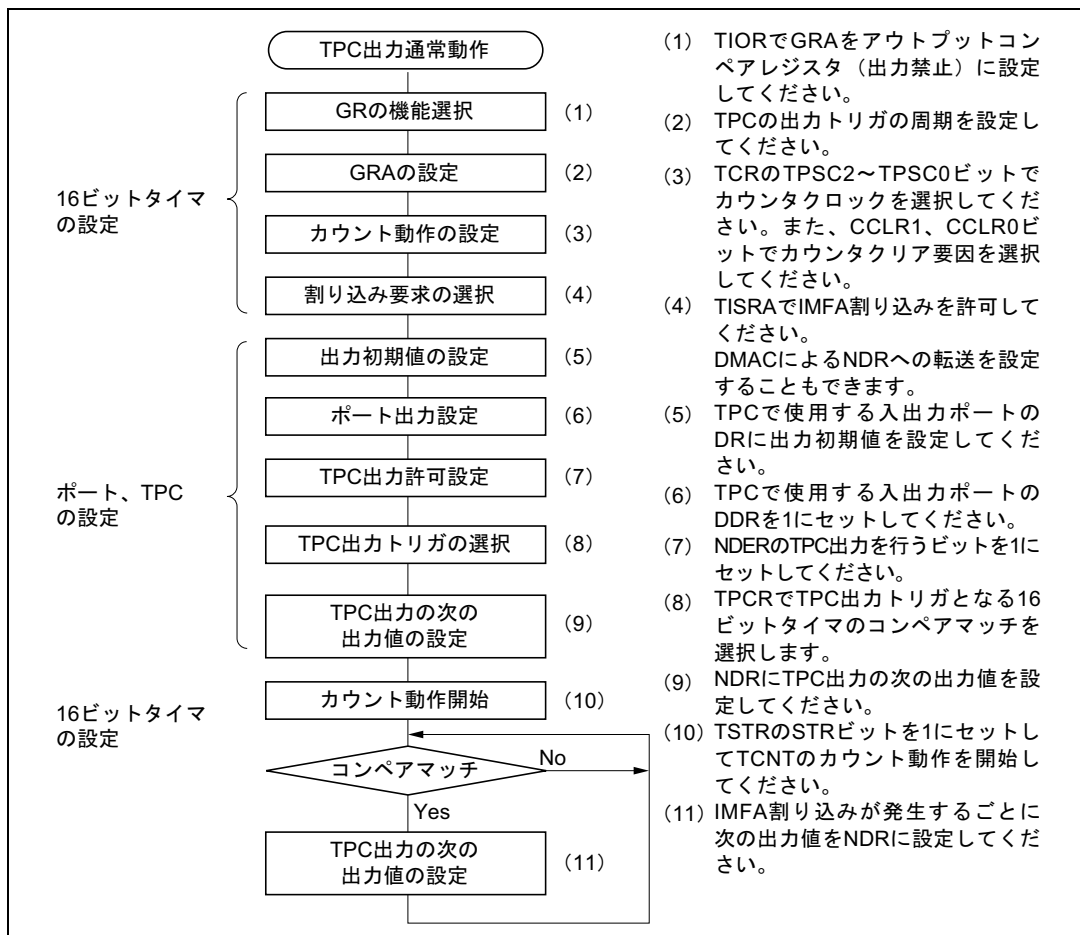 TPC出力通常動作
16ビットタイマ
の設定
GRの機能選択 (1)
GRAの設定 (2)
カウント動作の設定 (3)
割り込み要求の選択 (4)
ポート、TPC
の設定
出力初期値の設定 (5)
ポート出力設定 (6)
TPC出力許可設定 (7)
TPC出力トリガの選択 (8)
TPC出力の次の
出力値の設定 (9)
16ビットタイマ
の設定
カウント動作開始 (10)
コンペアマッチ No
Yes
TPC出力の次の
出力値の設定 (11)
(1) TIORでGRAをアウトプットコン
ペアレジスタ（出力禁止）に設定
してください。
(2) TPCの出力トリガの周期を設定し
てください。
(3) TCRのTPSC2～TPSC0ビットで
カウンタクロックを選択してくだ
さい。また、CCLR1、CCLR0ビ
ットでカウンタクリア要因を選択
してください。
(4) TISRAでIMFA割り込みを許可して
ください。
DMACによるNDRへの転送を設定
することもできます。
(5) TPCで使用する入出力ポートの
DRに出力初期値を設定してくだ
さい。
(6) TPCで使用する入出力ポートの
DDRを1にセットしてください。
(7) NDERのTPC出力を行うビットを1に
セットしてください。
(8) TPCRでTPC出力トリガとなる16
ビットタイマのコンペアマッチを
選択します。
(9) NDRにTPC出力の次の出力値を設
定してください。
(10) TSTRのSTRビットを1にセットし
てTCNTのカウント動作を開始し
てください。
(11) IMFA割り込みが発生するごとに
次の出力値をNDRに設定してくだ
さい。